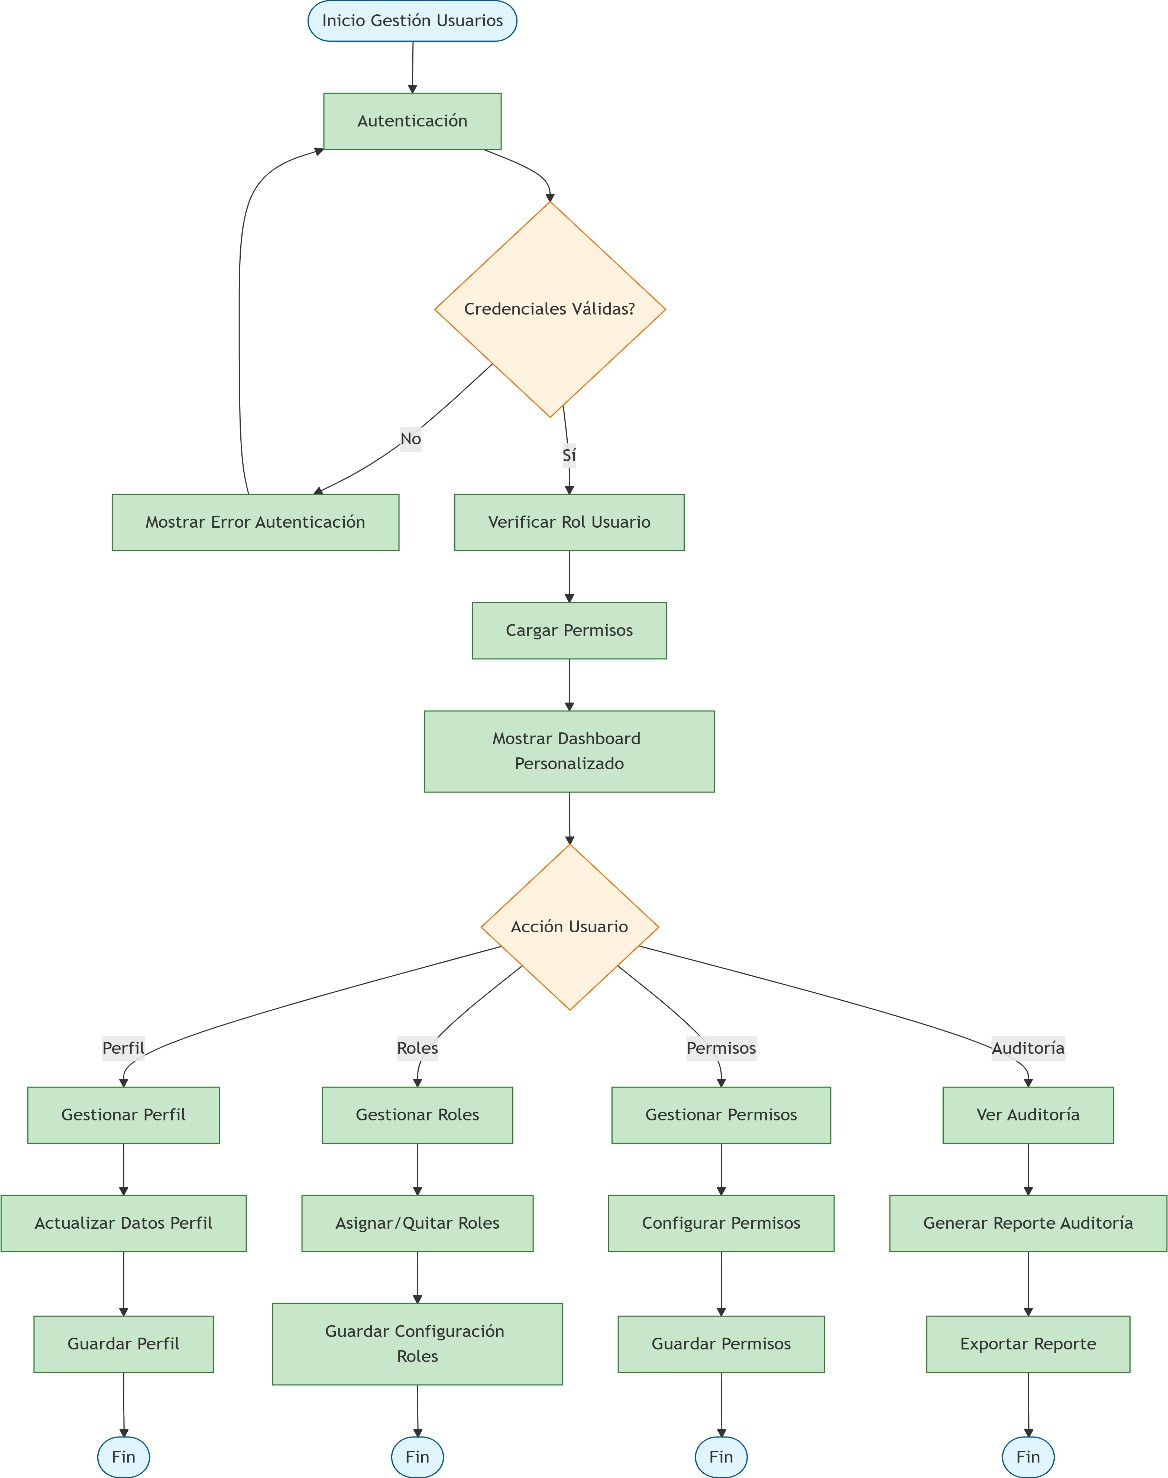 Inicio Gestión Usuarios
Autenticación
Credenciales Válidas?
No
Sí
Mostrar Error Autenticación
Verificar Rol Usuario
Cargar Permisos
Mostrar Dashboard
Personalizado
Acción Usuario
Perfil
Roles
Permisos
Auditoría
Gestionar Perfil
Gestionar Roles
Gestionar Permisos
Ver Auditoría
Actualizar Datos Perfil
Asignar/Quitar Roles
Configurar Permisos
Generar Reporte Auditoría
Guardar Perfil
Guardar Configuración
Roles
Guardar Permisos
Exportar Reporte
Fin
Fin
Fin
Fin